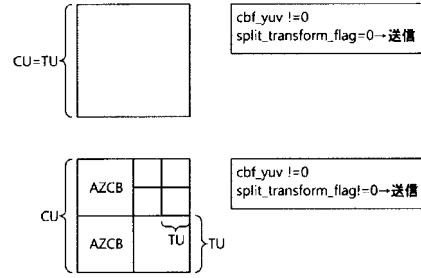 CU=TU
cbf_yuv !=0
split_transform_flag=0→送信
CU
AZCB
AZCB
TU
TU
cbf_yuv !=0
split_transform_flag!=0→送信